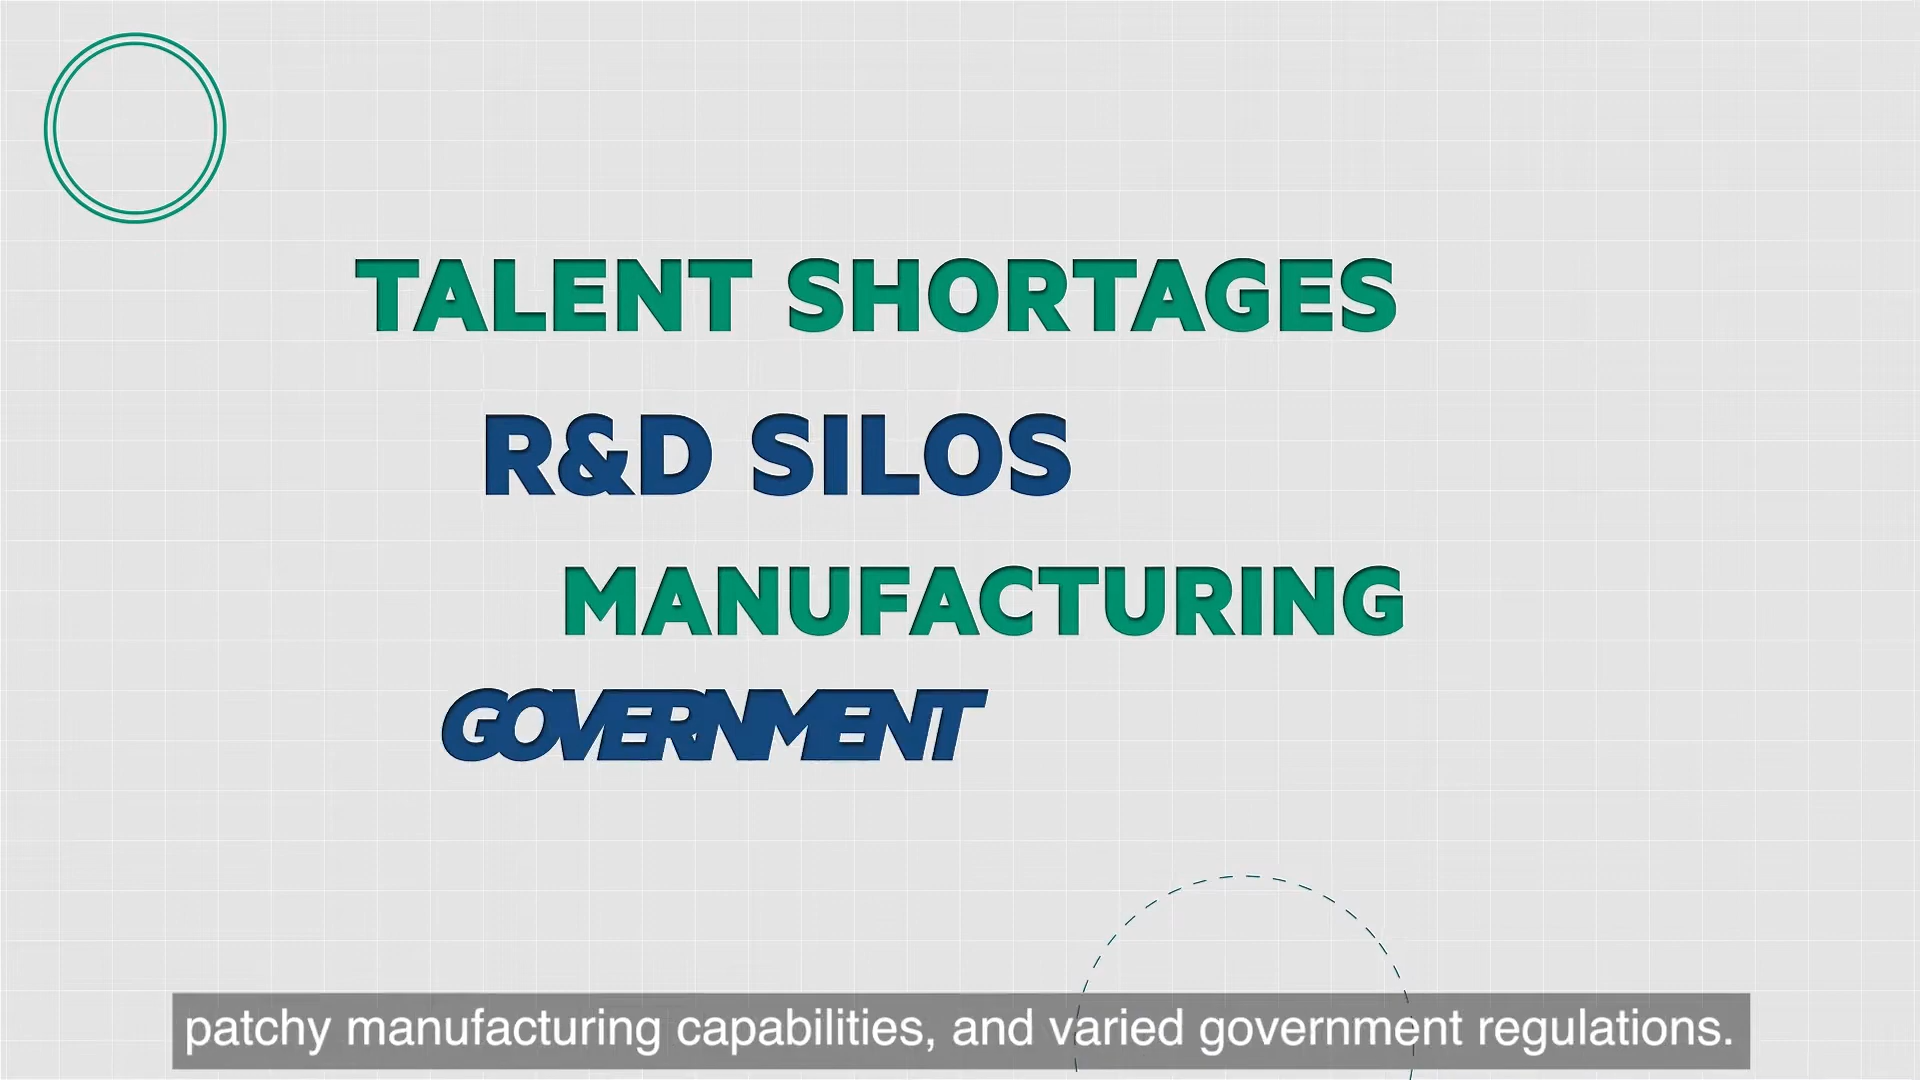 TALENT SHORTAGES
R&D SILOS
MANUFACTURING
GOVERNMENT
patchy manufacturing capabilities, and varied government regulations.